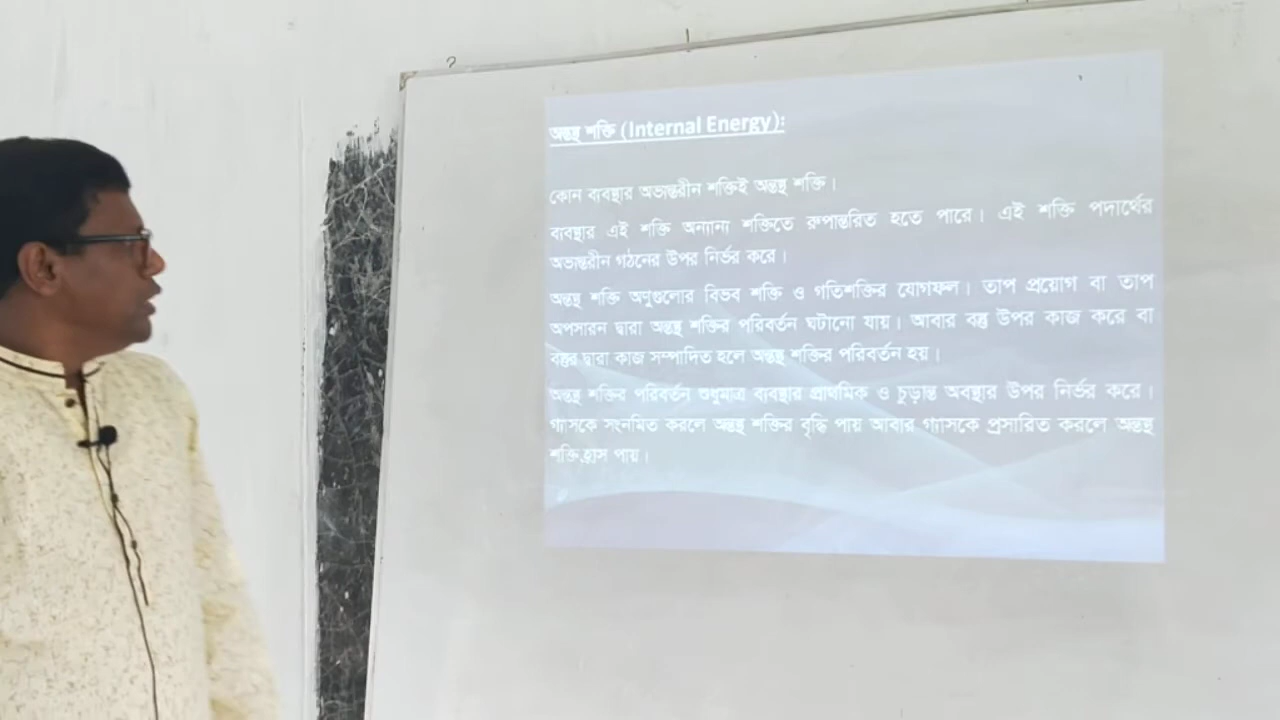 অন্তস্থ শক্তি (Internal Energy):
কোন ব্যবস্থার অভ্যন্তরীন শক্তিই অন্তস্থ শক্তি।
ব্যবস্থার এই শক্তি অন্যান্য শক্তিতে রুপান্তরিত হতে পারে। এই শক্তি পদার্থের
অভ্যন্তরীন গঠনের উপর নির্ভর করে।
অন্তস্থ শক্তি অণুগুলোর বিভব শক্তি ও গতিশক্তির যোগফল। তাপ প্রয়োগ বা তাপ
অপসারন দ্বারা অন্তস্থ শক্তির পরিবর্তন ঘটানো যায়। আবার বস্তু উপর কাজ করে বা
বস্তুর দ্বারা কাজ সম্পাদিত হলে অন্তস্থ শক্তির পরিবর্তন হয়।
অন্তস্থ শক্তির পরিবর্তন শুধুমাত্র ব্যবস্থার প্রাথমিক ও চুড়ান্ত অবস্থার উপর নির্ভর করে।
গ্যাসকে সংনমিত করলে অন্তস্থ শক্তির বৃদ্ধি পায় আবার গ্যাসকে প্রসারিত করলে অন্তস্থ
শক্তি হ্রাস পায়।